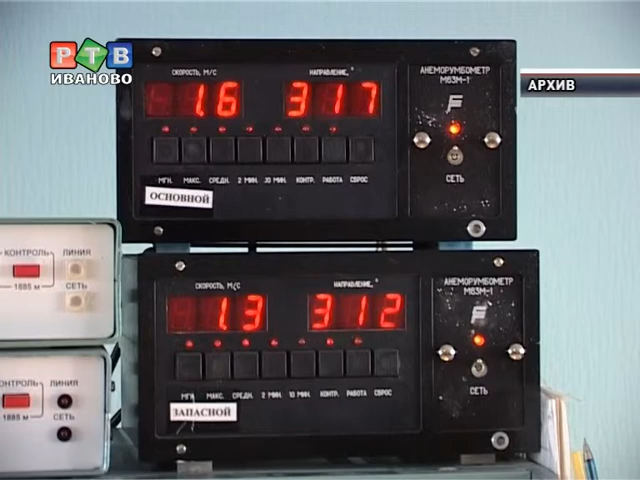 РТВ
ИВАНОВО
АРХИВ
СКОРОСТЬ, М/С
НАПРАВЛЕНИЕ, °
АНЕМОРУМБОМЕТР
М63М-1
1.6
317
МГН. МАКС. СРЕДН. 2 МИН. 10 МИН. КОНТР. РАБОТА СБРОС
СЕТЬ
ОСНОВНОЙ
СКОРОСТЬ, М/С
НАПРАВЛЕНИЕ, °
АНЕМОРУМБОМЕТР
М63М-1
1.3
312
МГН. МАКС. СРЕДН. 2 МИН. 10 МИН. КОНТР. РАБОТА СБРОС
СЕТЬ
ЗАПАСНОЙ
КОНТРОЛЬ
ЛИНИЯ
1885 м
СЕТЬ
КОНТРОЛЬ
ЛИНИЯ
1885 м
СЕТЬ